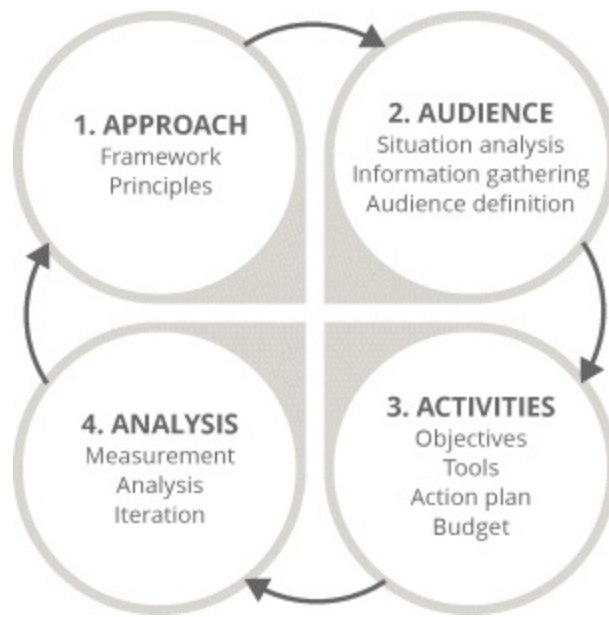 1. APPROACH
Framework
Principles
2. AUDIENCE
Situation analysis
Information gathering
Audience definition
3. ACTIVITIES
Objectives
Tools
Action plan
Budget
4. ANALYSIS
Measurement
Analysis
Iteration